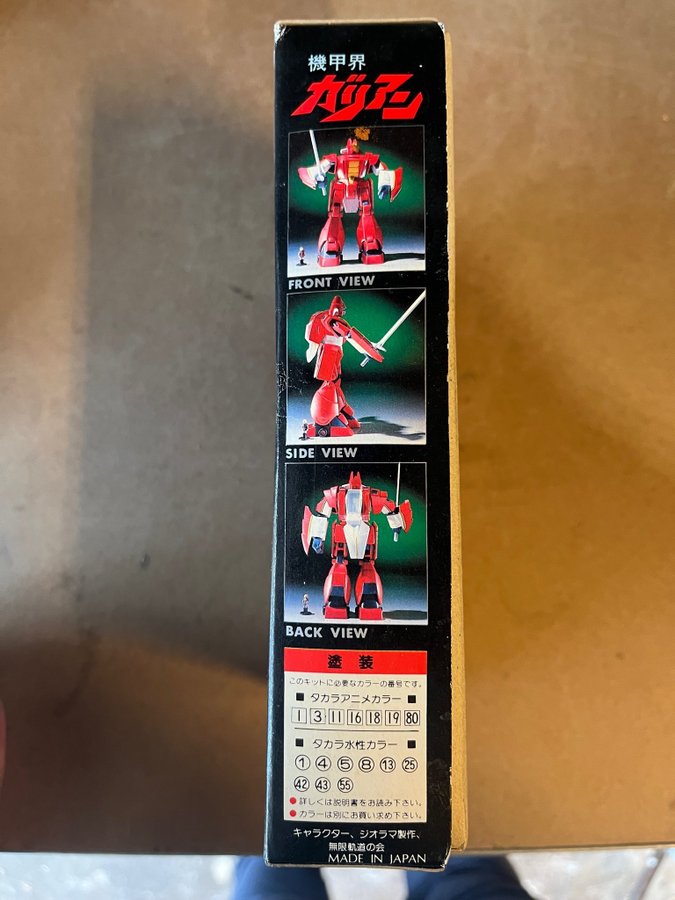 機甲界
ガリアン
FRONT VIEW
SIDE VIEW
BACK VIEW
塗装
このキットに必要なカラーの番号です。
■ タカラアニメカラー ■
1 3 11 16 18 19 80
■ タカラ水性カラー ■
① ④ ⑤ ⑧ ⑬ ㉕
㊷ ㊸ 55
●詳しくは説明書をお読み下さい。
●カラーは別にお買い求め下さい。
キャラクター、ジオラマ製作、
無限軌道の会
MADE IN JAPAN